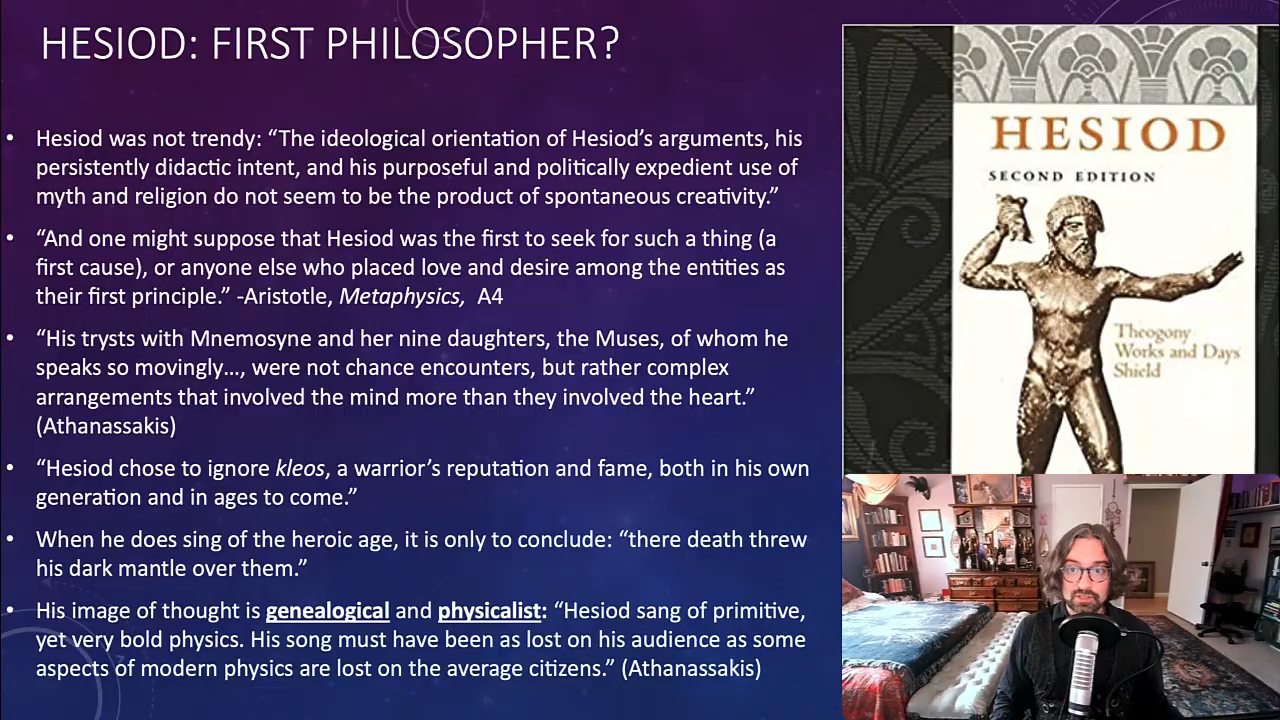 HESIOD: FIRST PHILOSOPHER?
• Hesiod was not trendy: “The ideological orientation of Hesiod’s arguments, his
persistently didactic intent, and his purposeful and politically expedient use of
myth and religion do not seem to be the product of spontaneous creativity.”
• “And one might suppose that Hesiod was the first to seek for such a thing (a
first cause), or anyone else who placed love and desire among the entities as
their first principle.” -Aristotle, Metaphysics, A4
• “His trysts with Mnemosyne and her nine daughters, the Muses, of whom he
speaks so movingly…, were not chance encounters, but rather complex
arrangements that involved the mind more than they involved the heart.”
(Athanassakis)
• “Hesiod chose to ignore kleos, a warrior’s reputation and fame, both in his own
generation and in ages to come.”
• When he does sing of the heroic age, it is only to conclude: “there death threw
his dark mantle over them.”
• His image of thought is genealogical and physicalist: “Hesiod sang of primitive,
yet very bold physics. His song must have been as lost on his audience as some
aspects of modern physics are lost on the average citizens.” (Athanassakis)
HESIOD
SECOND EDITION
Theogony
Works and Days
Shield